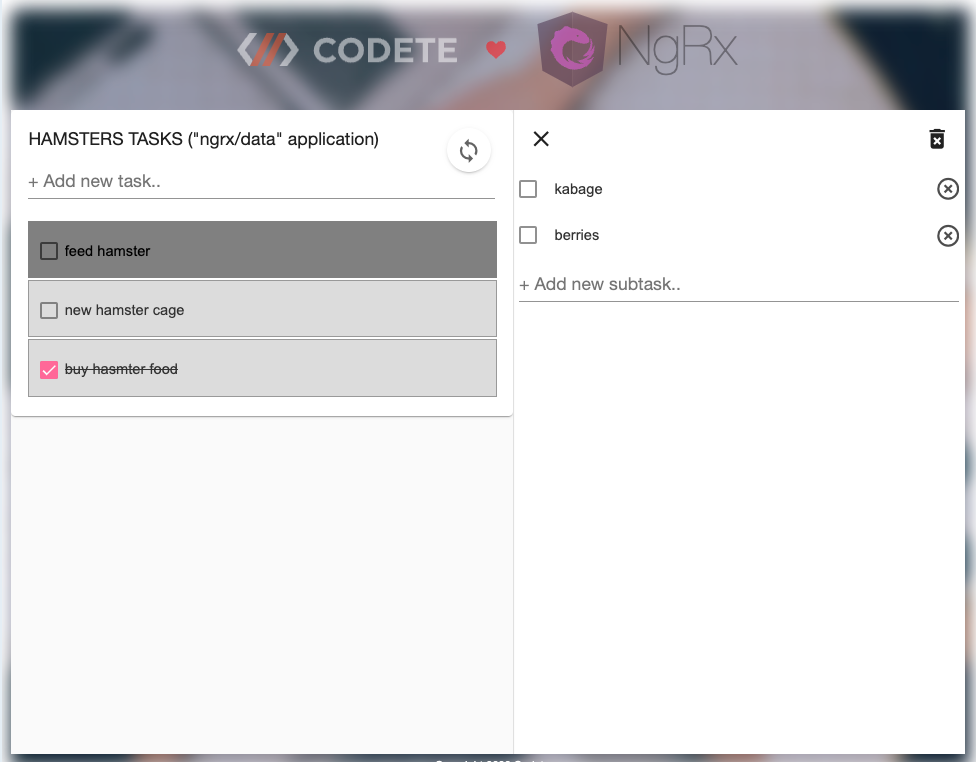 CODETE
NgRx
HAMSTERS TASKS ("ngrx/data" application)
+ Add new task..
feed hamster
new hamster cage
buy hasmter food
kabage
berries
+ Add new subtask..